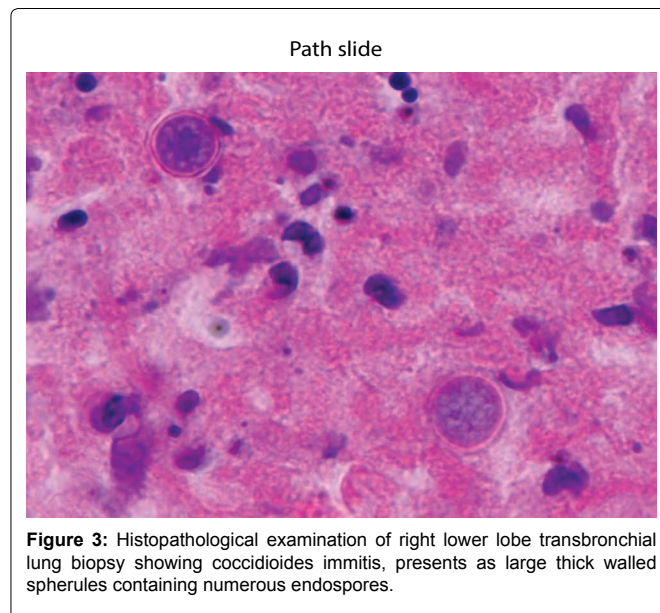 Path slide
Figure 3: Histopathological examination of right lower lobe transbronchial
lung biopsy showing coccidioides immitis, presents as large thick walled
spherules containing numerous endospores.